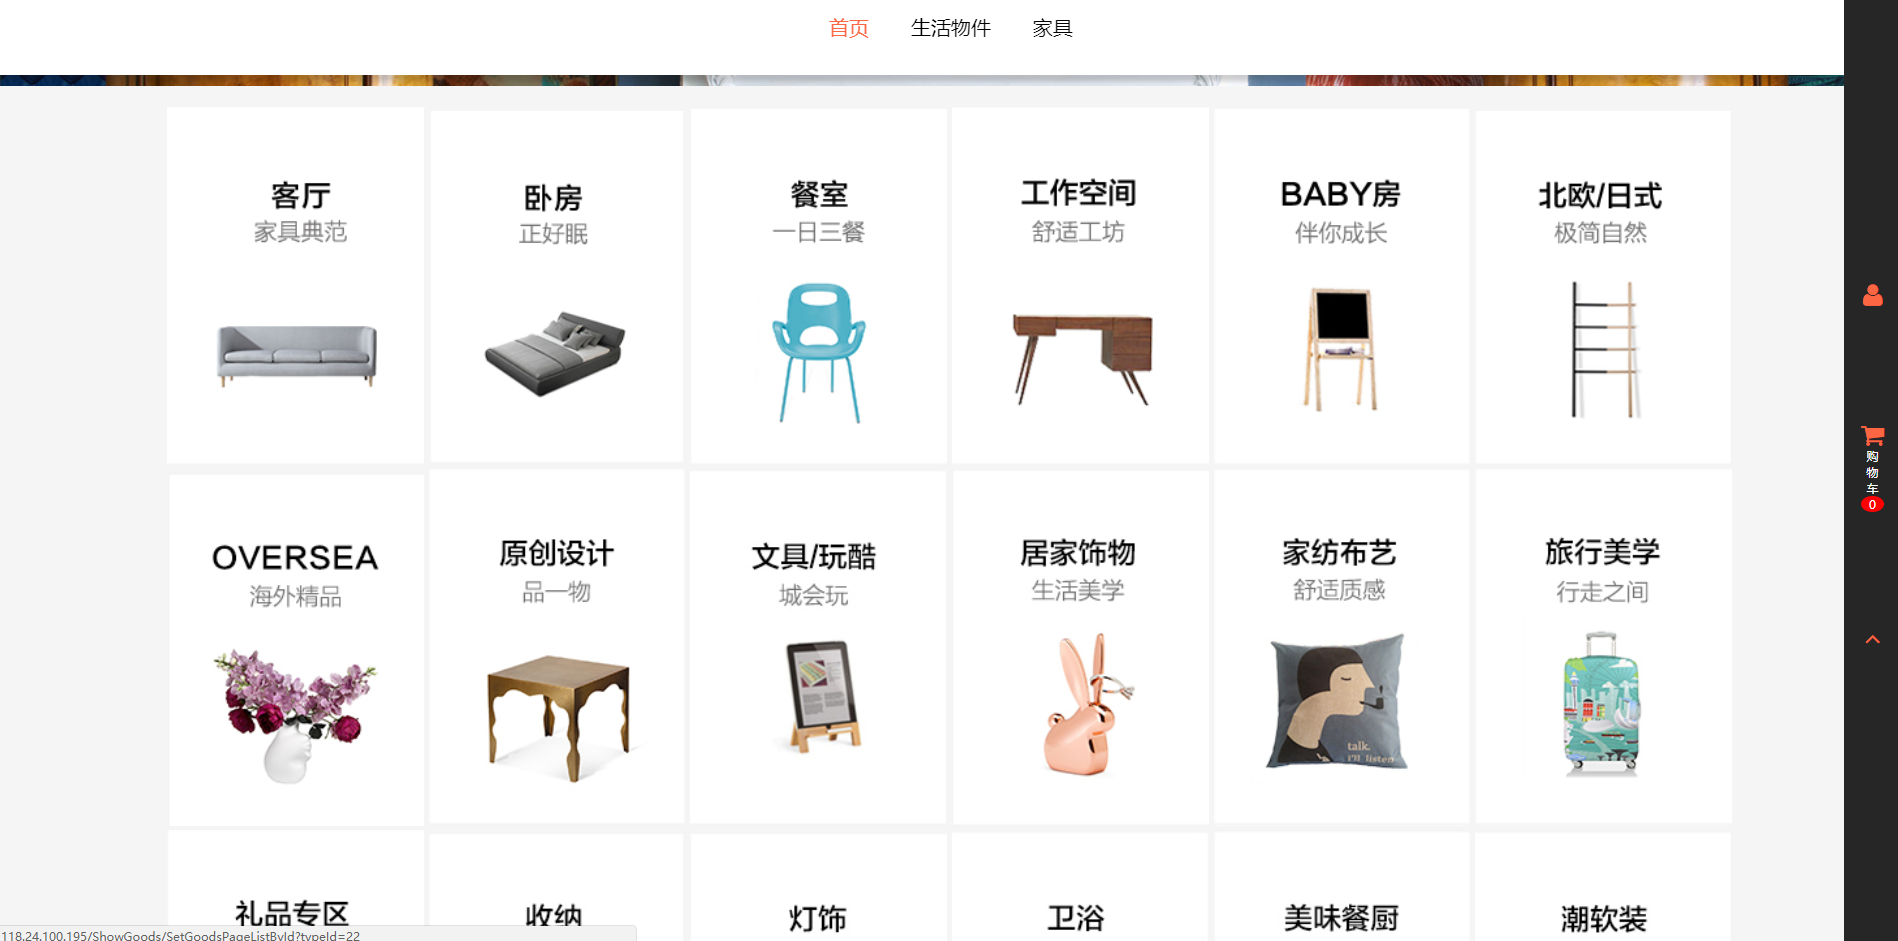 首页 生活物件 家具
客厅
家具典范
卧房
正好眠
餐室
一日三餐
工作空间
舒适工坊
BABY房
伴你成长
北欧/日式
极简自然
购
物
车
0
OVERSEA
海外精品
原创设计
品一物
文具/玩酷
城会玩
居家饰物
生活美学
家纺布艺
舒适质感
talk.
i'll listen
旅行美学
行走之间
礼品专区
收纳
灯饰
卫浴
美味餐厨
潮软装
118.24.100.195/ShowGoods/SetGoodsPageListById?typeId=22